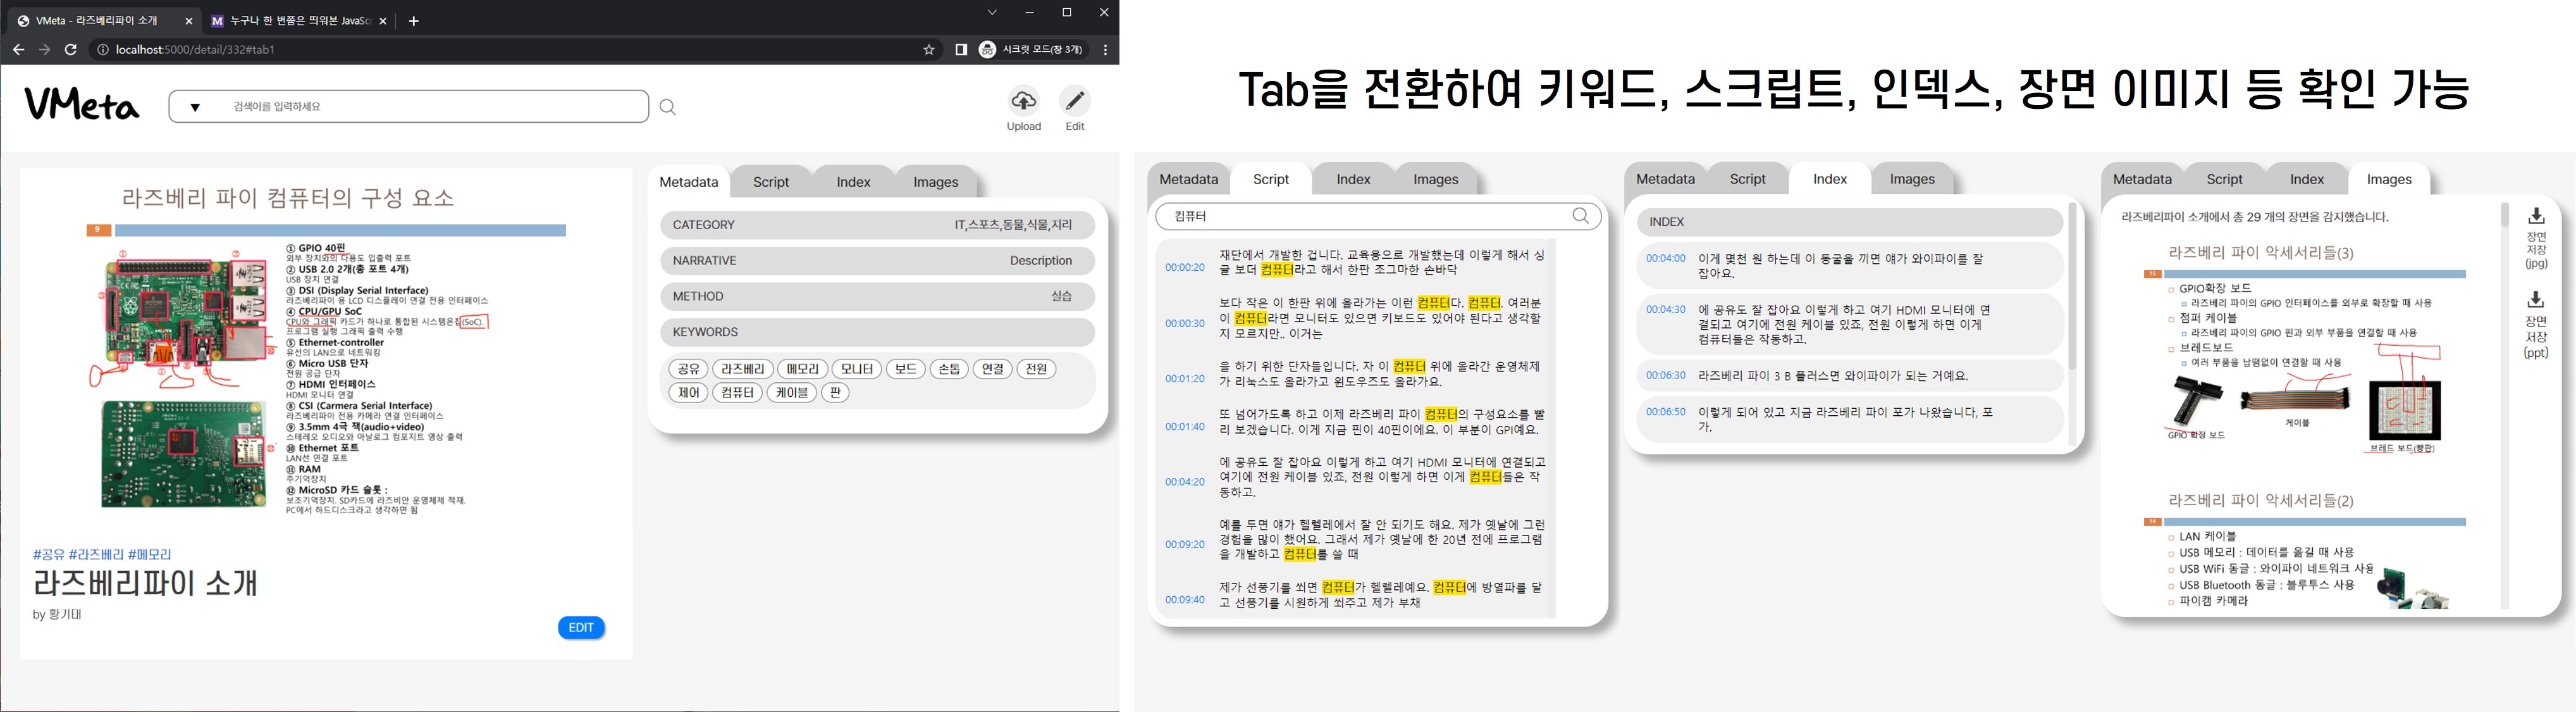 VMeta - 라즈베리파이 소개
누구나 한 번쯤은 띄워본 JavaSc
localhost:5000/detail/332#tab1
시크릿 모드(창 3개)
VMeta
검색어를 입력하세요
Upload
Edit
라즈베리 파이 컴퓨터의 구성 요소
9
① GPIO 40핀
외부 장치와의 다용도 입출력 포트
② USB 2.0 2개(총 포트 4개)
USB 장치 연결
③ DSI (Display Serial Interface)
라즈베리파이 용 LCD 디스플레이 연결 전용 인터페이스
④ CPU/GPU SoC
CPU와 그래픽 카드가 하나로 통합된 시스템온칩(SoC).
프로그램 실행 그래픽 출력 수행
⑤ Ethernet-controller
유선의 LAN으로 네트워킹
⑥ Micro USB 단자
전원 공급 단자
⑦ HDMI 인터페이스
HDMI 모니터 연결
⑧ CSI (Carmera Serial Interface)
라즈베리파이 전용 카메라 연결 인터페이스
⑨ 3.5mm 4극 잭(audio+video)
스테레오 오디오와 아날로그 컴포지트 영상 출력
⑩ Ethernet 포트
LAN선 연결 포트
⑪ RAM
주기억장치
⑫ MicroSD 카드 슬롯 :
보조기억장치. SD카드에 라즈비안 운영체제 적재.
PC에서 하드디스크라고 생각하면 됨
#공유 #라즈베리 #메모리
라즈베리파이 소개
by 황기태
EDIT
Metadata Script Index Images
CATEGORY IT,스포츠,동물,식물,지리
NARRATIVE Description
METHOD 실습
KEYWORDS
공유 라즈베리 메모리 모니터 보드 손톱 연결 전원
제어 컴퓨터 케이블 판
Tab을 전환하여 키워드, 스크립트, 인덱스, 장면 이미지 등 확인 가능
Metadata Script Index Images
컴퓨터
00:00:20 재단에서 개발한 겁니다. 교육용으로 개발했는데 이렇게 해서 싱
글 보더 컴퓨터라고 해서 한판 조그마한 손바닥
00:00:30 보다 작은 이 한판 위에 올라가는 이런 컴퓨터다. 컴퓨터. 여러분
이 컴퓨터라면 모니터도 있으면 키보드도 있어야 된다고 생각할
지 모르지만.. 이거는
00:01:20 을 하기 위한 단자들입니다. 자 이 컴퓨터 위에 올라간 운영체제
가 리눅스도 올라가고 윈도우즈도 올라가요.
00:01:40 또 넘어가도록 하고 이제 라즈베리 파이 컴퓨터의 구성요소를 빨
리 보겠습니다. 이게 지금 핀이 40핀이에요. 이 부분이 GPI예요.
00:04:20 에 공유도 잘 잡아요 이렇게 하고 여기 HDMI 모니터에 연결되고
여기에 전원 케이블 있죠, 전원 이렇게 하면 이게 컴퓨터들은 작
동하고.
00:09:20 예를 두면 얘가 헬렐레에서 잘 안 되기도 해요. 제가 옛날에 그런
경험을 많이 했어요. 그래서 제가 옛날에 한 20년 전에 프로그램
을 개발하고 컴퓨터를 쓸 때
00:09:40 제가 선풍기를 쐬면 컴퓨터가 헬렐레예요. 컴퓨터에 방열파를 달
고 선풍기를 시원하게 씌주고 제가 부채
Metadata Script Index Images
INDEX
00:04:00 이게 몇천 원 하는데 이 동굴을 끼면 얘가 와이파이를 잘
잡아요.
00:04:30 에 공유도 잘 잡아요 이렇게 하고 여기 HDMI 모니터에 연
결되고 여기에 전원 케이블 있죠, 전원 이렇게 하면 이게
컴퓨터들은 작동하고.
00:06:30 라즈베리 파이 3 B 플러스면 와이파이가 되는 거예요.
00:06:50 이렇게 되어 있고 지금 라즈베리 파이 포가 나왔습니다, 포
가.
Metadata Script Index Images
라즈베리파이 소개에서 총 29 개의 장면을 감지했습니다.
장면
저장
(jpg)
장면
저장
(ppt)
라즈베리 파이 악세서리들(3)
15
GPIO확장 보드
라즈베리 파이의 GPIO 인터페이스를 외부로 확장할 때 사용
점퍼 케이블
라즈베리 파이의 GPIO 핀과 외부 부품을 연결할 때 사용
브레드보드
여러 부품을 납땜없이 연결할 때 사용
GPIO 확장 보드
케이블
브레드 보드(빵판)
라즈베리 파이 악세서리들(2)
14
LAN 케이블
USB 메모리 : 데이터를 옮길 때 사용
USB WiFi 동글 : 와이파이 네트워크 사용
USB Bluetooth 동글 : 블루투스 사용
파이캠 카메라